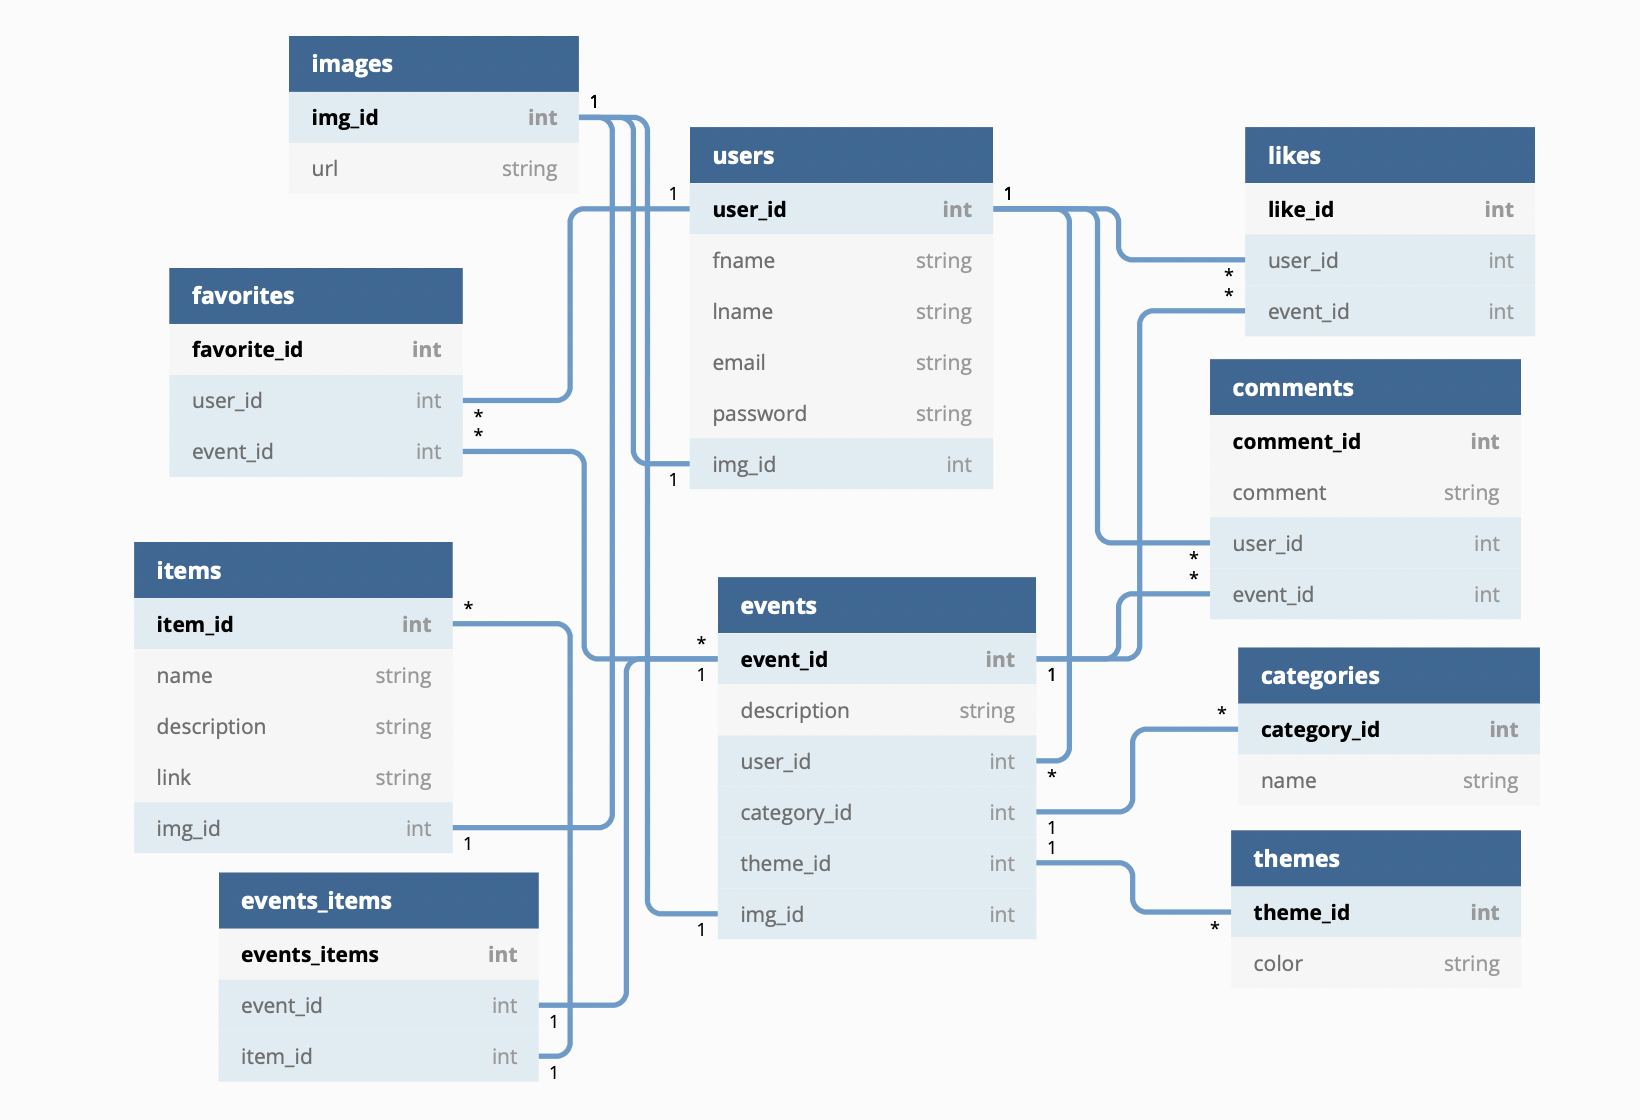 images
img_id int
url string
1
users
user_id int
fname string
lname string
email string
password string
img_id int
1
1
1
likes
like_id int
user_id int
event_id int
*
*
favorites
favorite_id int
user_id int
event_id int
*
*
comments
comment_id int
comment string
user_id int
event_id int
*
*
items
item_id int
name string
description string
link string
img_id int
*
1
events
event_id int
description string
user_id int
category_id int
theme_id int
img_id int
*
1
1
*
1
1
1
categories
category_id int
name string
*
themes
theme_id int
color string
*
events_items
events_items int
event_id int
item_id int
1
1